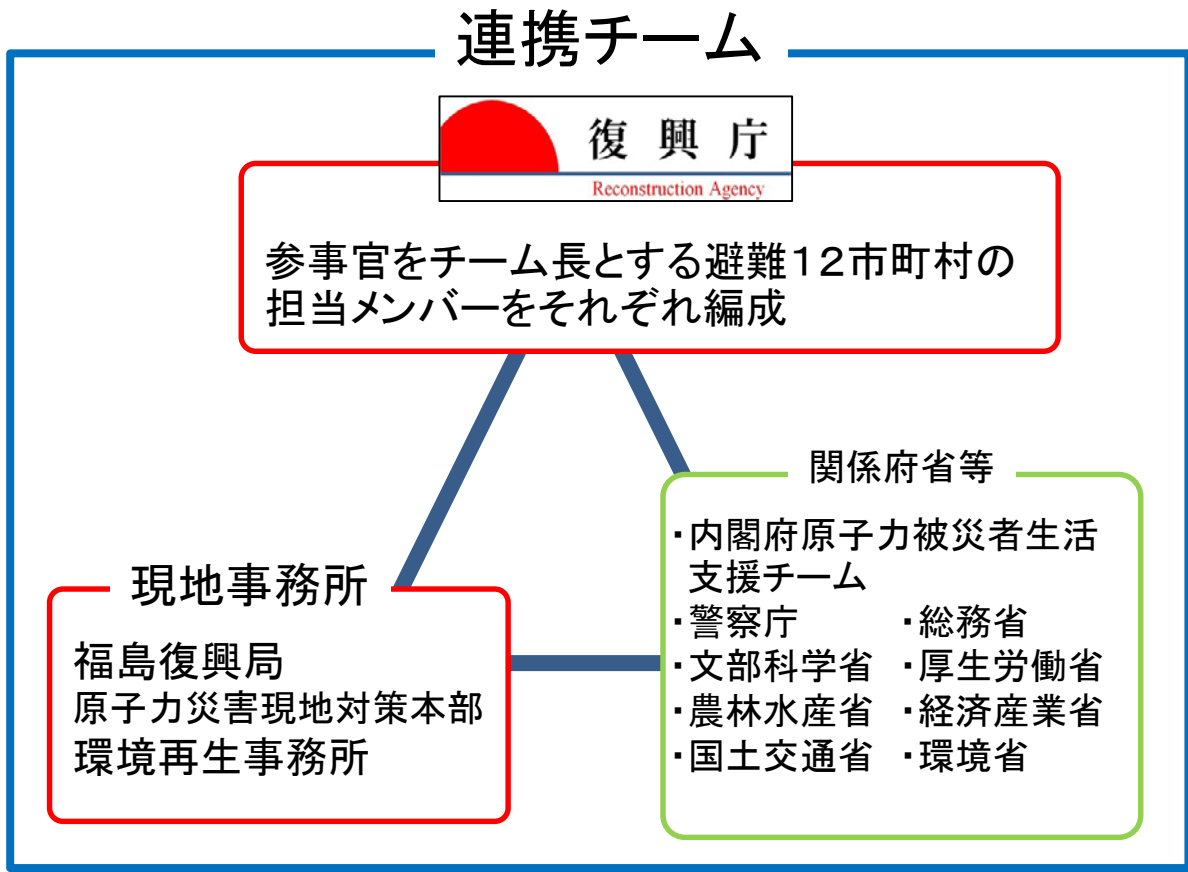 連携チーム
復興庁
Reconstruction Agency
参事官をチーム長とする避難12市町村の
担当メンバーをそれぞれ編成
現地事務所
福島復興局
原子力災害現地対策本部
環境再生事務所
関係府省等
・内閣府原子力被災者生活
支援チーム
・警察庁 ・総務省
・文部科学省 ・厚生労働省
・農林水産省 ・経済産業省
・国土交通省 ・環境省